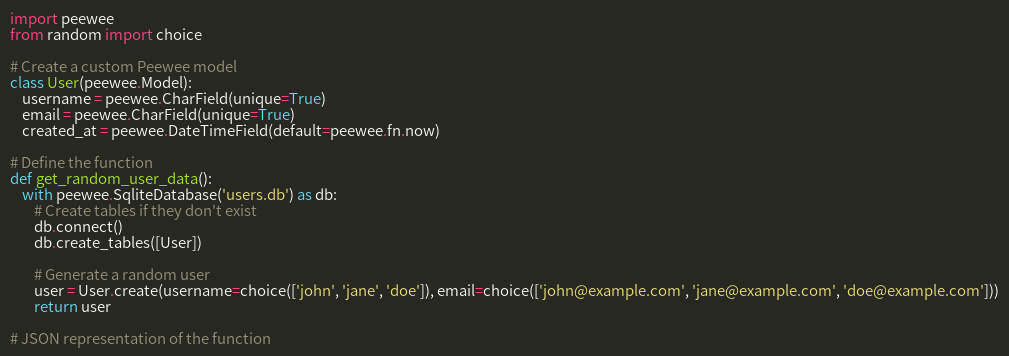 import peewee
from random import choice

# Create a custom Peewee model
class User(peewee.Model):
    username = peewee.CharField(unique=True)
    email = peewee.CharField(unique=True)
    created_at = peewee.DateTimeField(default=peewee.fn.now)

# Define the function
def get_random_user_data():
    with peewee.SqliteDatabase('users.db') as db:
        # Create tables if they don't exist
        db.connect()
        db.create_tables([User])

        # Generate a random user
        user = User.create(username=choice(['john', 'jane', 'doe']), email=choice(['john@example.com', 'jane@example.com', 'doe@example.com']))
        return user

# JSON representation of the function